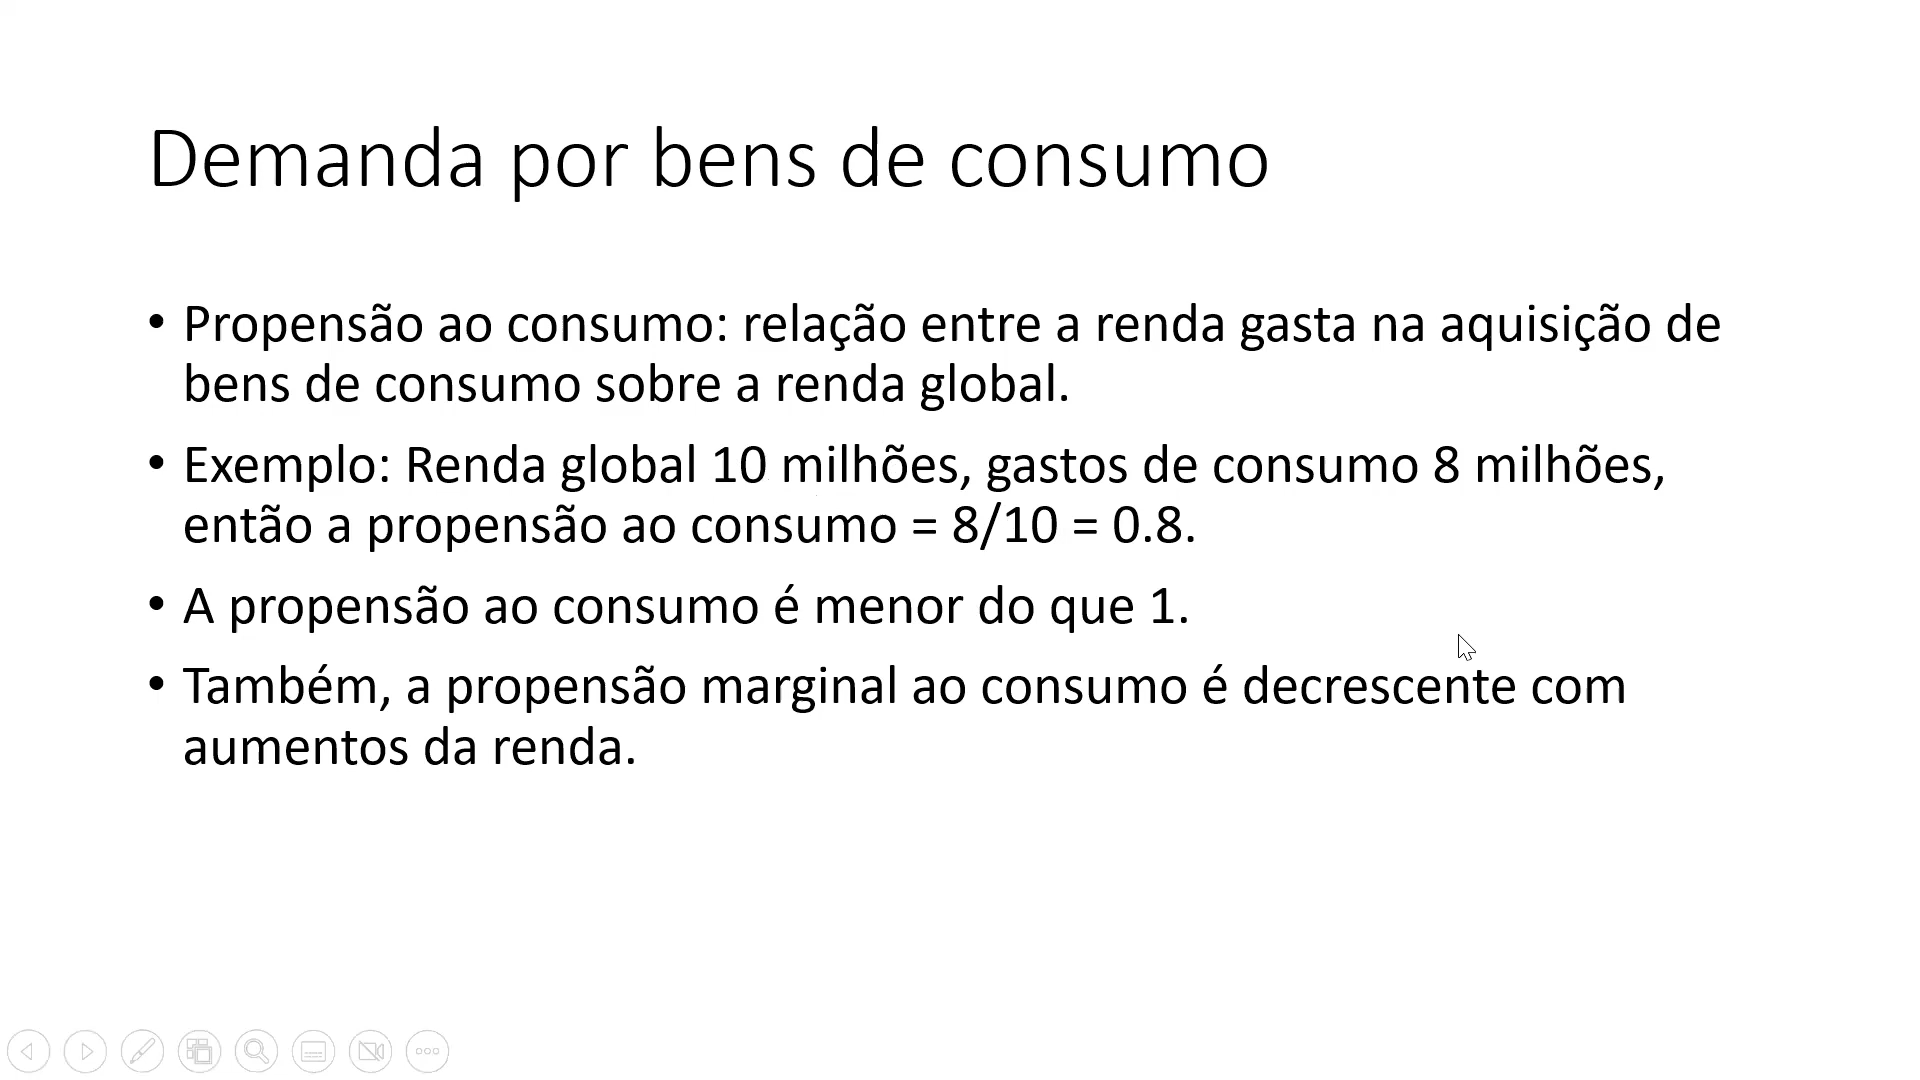 Demanda por bens de consumo
• Propensão ao consumo: relação entre a renda gasta na aquisição de
bens de consumo sobre a renda global.
• Exemplo: Renda global 10 milhões, gastos de consumo 8 milhões,
então a propensão ao consumo = 8/10 = 0.8.
• A propensão ao consumo é menor do que 1.
• Também, a propensão marginal ao consumo é decrescente com
aumentos da renda.